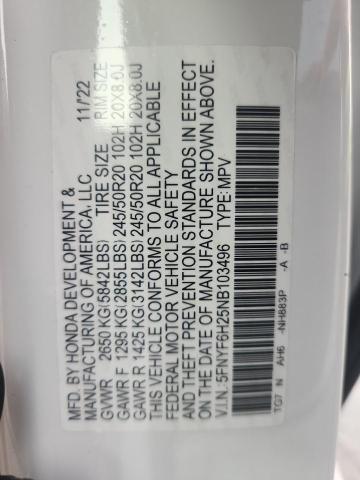 MFD. BY HONDA DEVELOPMENT &
MANUFACTURING OF AMERICA, LLC 11/22
GVWR 2650 KG(5842LBS) TIRE SIZE RIM SIZE
GAWR F 1295 KG(2855LBS) 245/50R20 102H 20X8.0J
GAWR R 1425 KG(3142LBS) 245/50R20 102H 20X8.0J
THIS VEHICLE CONFORMS TO ALL APPLICABLE
FEDERAL MOTOR VEHICLE SAFETY
AND THEFT PREVENTION STANDARDS IN EFFECT
ON THE DATE OF MANUFACTURE SHOWN ABOVE.
V.I.N.:5FNYF6H25NB103496 TYPE:MPV
TG7 N AH6 -NH883P -A -B